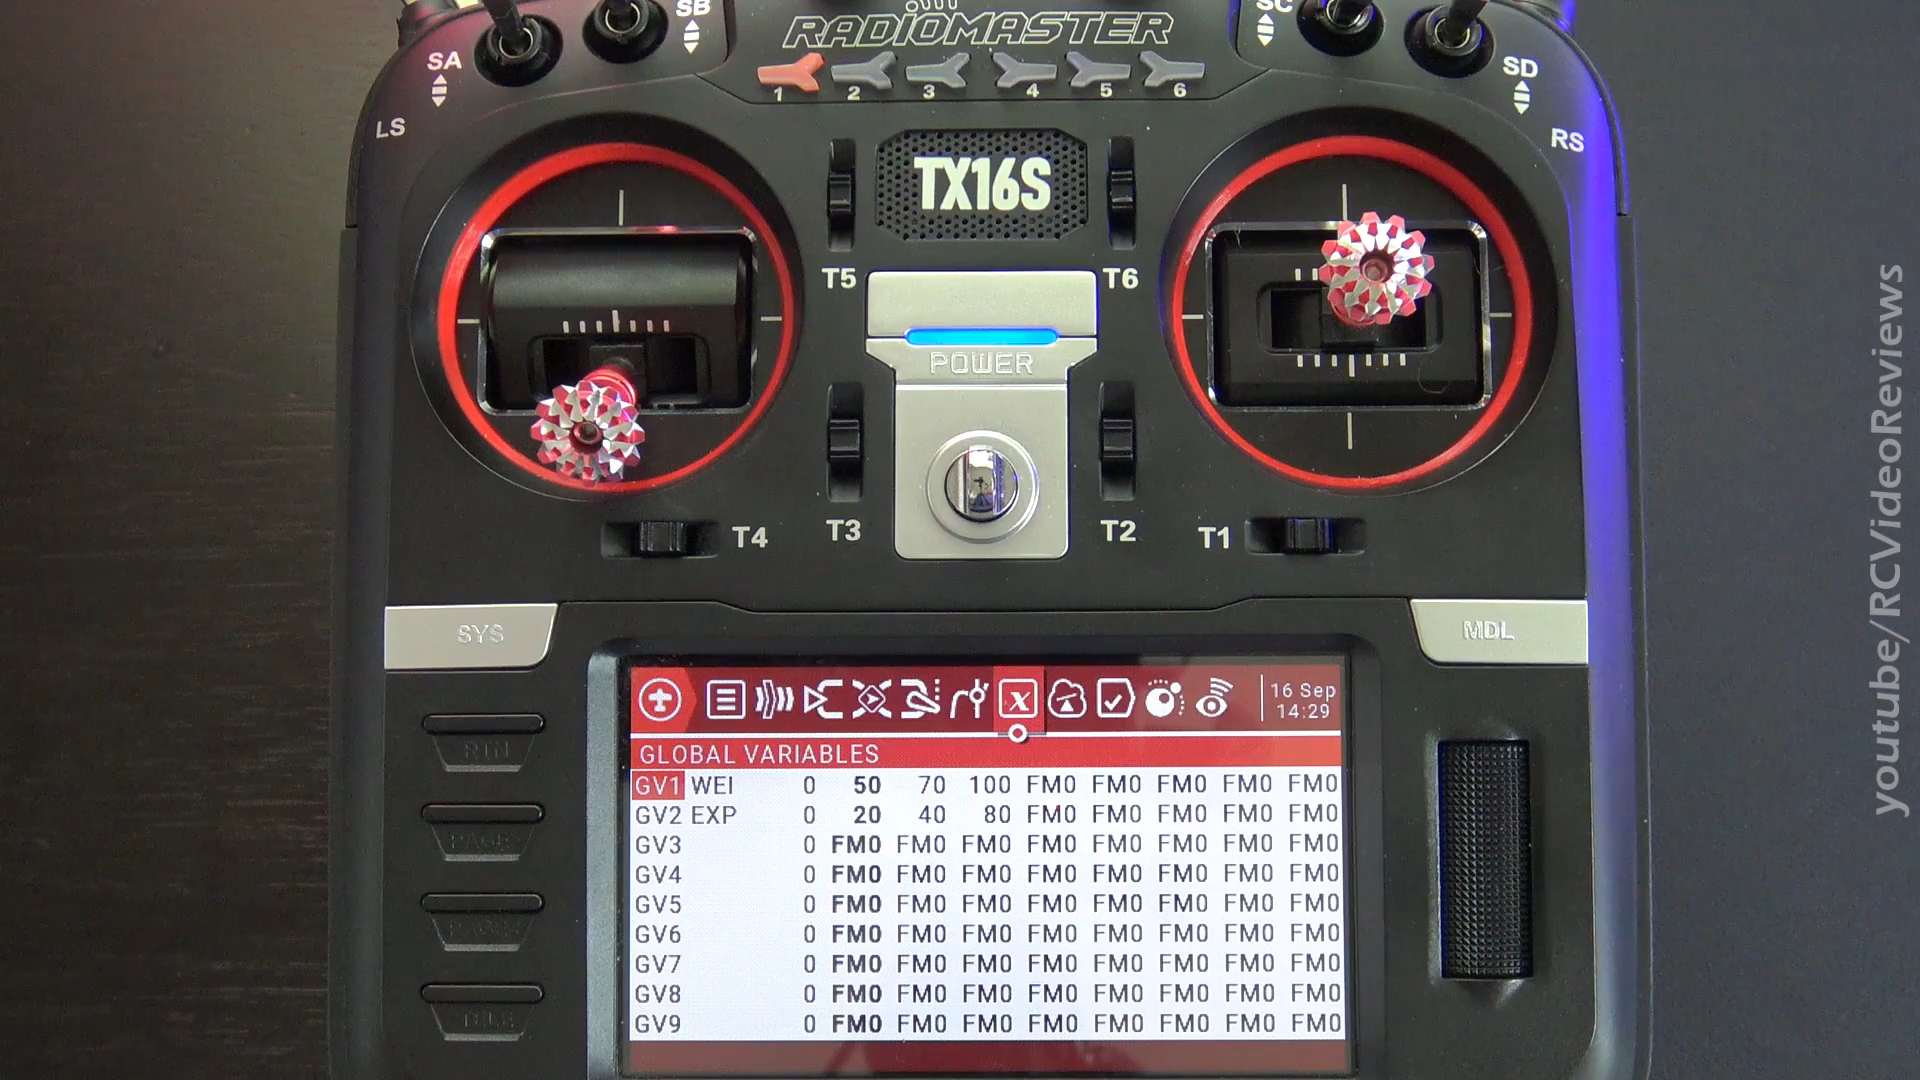 SA
SB
RADIOMASTER
SC
SD
LS
1 2 3 4 5 6
RS
TX16S
T5
T6
POWER
T4
T3
T2
T1
SYS
MDL
RTN
TELE
16 Sep
14:29
GLOBAL VARIABLES
GV1 WEI 0 50 70 100 FM0 FM0 FM0 FM0 FM0
GV2 EXP 0 20 40 80 FM0 FM0 FM0 FM0 FM0
GV3 0 FM0 FM0 FM0 FM0 FM0 FM0 FM0 FM0
GV4 0 FM0 FM0 FM0 FM0 FM0 FM0 FM0 FM0
GV5 0 FM0 FM0 FM0 FM0 FM0 FM0 FM0 FM0
GV6 0 FM0 FM0 FM0 FM0 FM0 FM0 FM0 FM0
GV7 0 FM0 FM0 FM0 FM0 FM0 FM0 FM0 FM0
GV8 0 FM0 FM0 FM0 FM0 FM0 FM0 FM0 FM0
GV9 0 FM0 FM0 FM0 FM0 FM0 FM0 FM0 FM0
youtube/RCVideoReviews